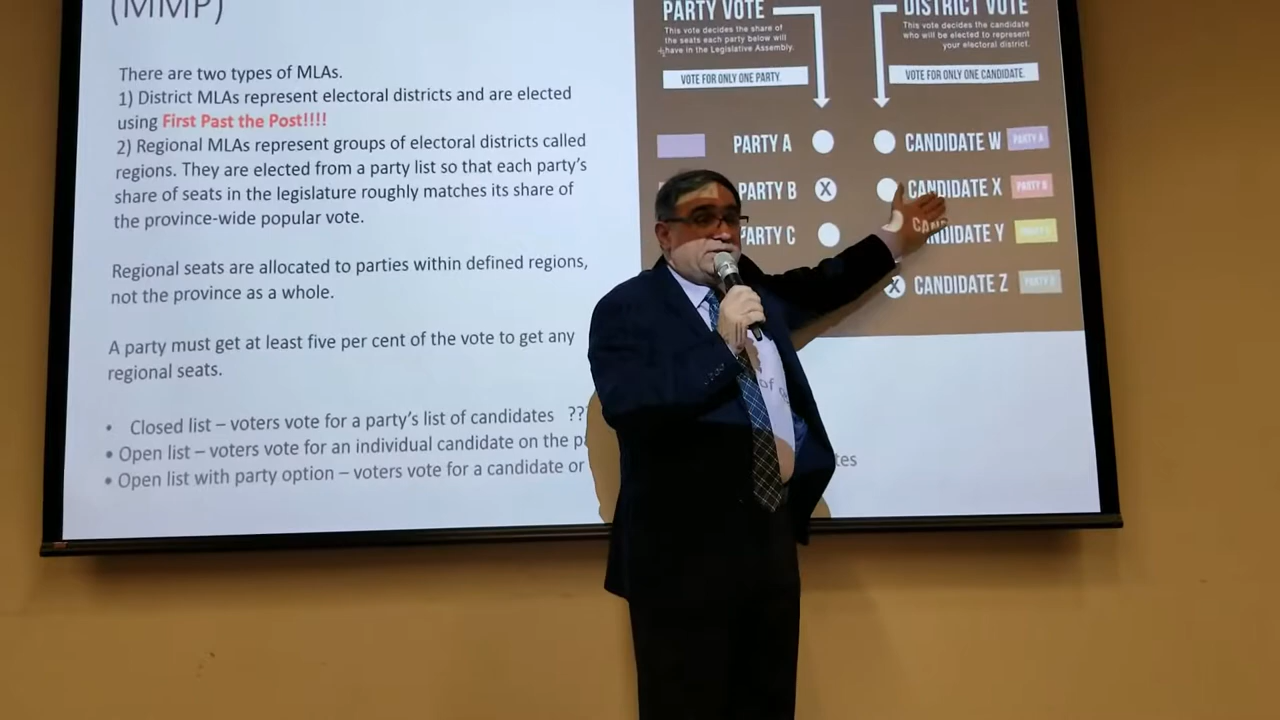 (MMP)
There are two types of MLAs.
1) District MLAs represent electoral districts and are elected
using First Past the Post!!!!
2) Regional MLAs represent groups of electoral districts called
regions. They are elected from a party list so that each party's
share of seats in the legislature roughly matches its share of
the province-wide popular vote.
Regional seats are allocated to parties within defined regions,
not the province as a whole.
A party must get at least five per cent of the vote to get any
regional seats.
• Closed list – voters vote for a party's list of candidates ??
• Open list – voters vote for an individual candidate on the
• Open list with party option – voters vote for a candidate or
PARTY VOTE
This vote decides the share of
the seats each party below will
have in the Legislative Assembly.
VOTE FOR ONLY ONE PARTY.
DISTRICT VOTE
This vote decides the candidate
who will be elected to represent
your electoral district.
VOTE FOR ONLY ONE CANDIDATE.
PARTY A
CANDIDATE W PARTY A
PARTY B X
CANDIDATE X PARTY B
PARTY C
CANDIDATE Y
X CANDIDATE Z
of